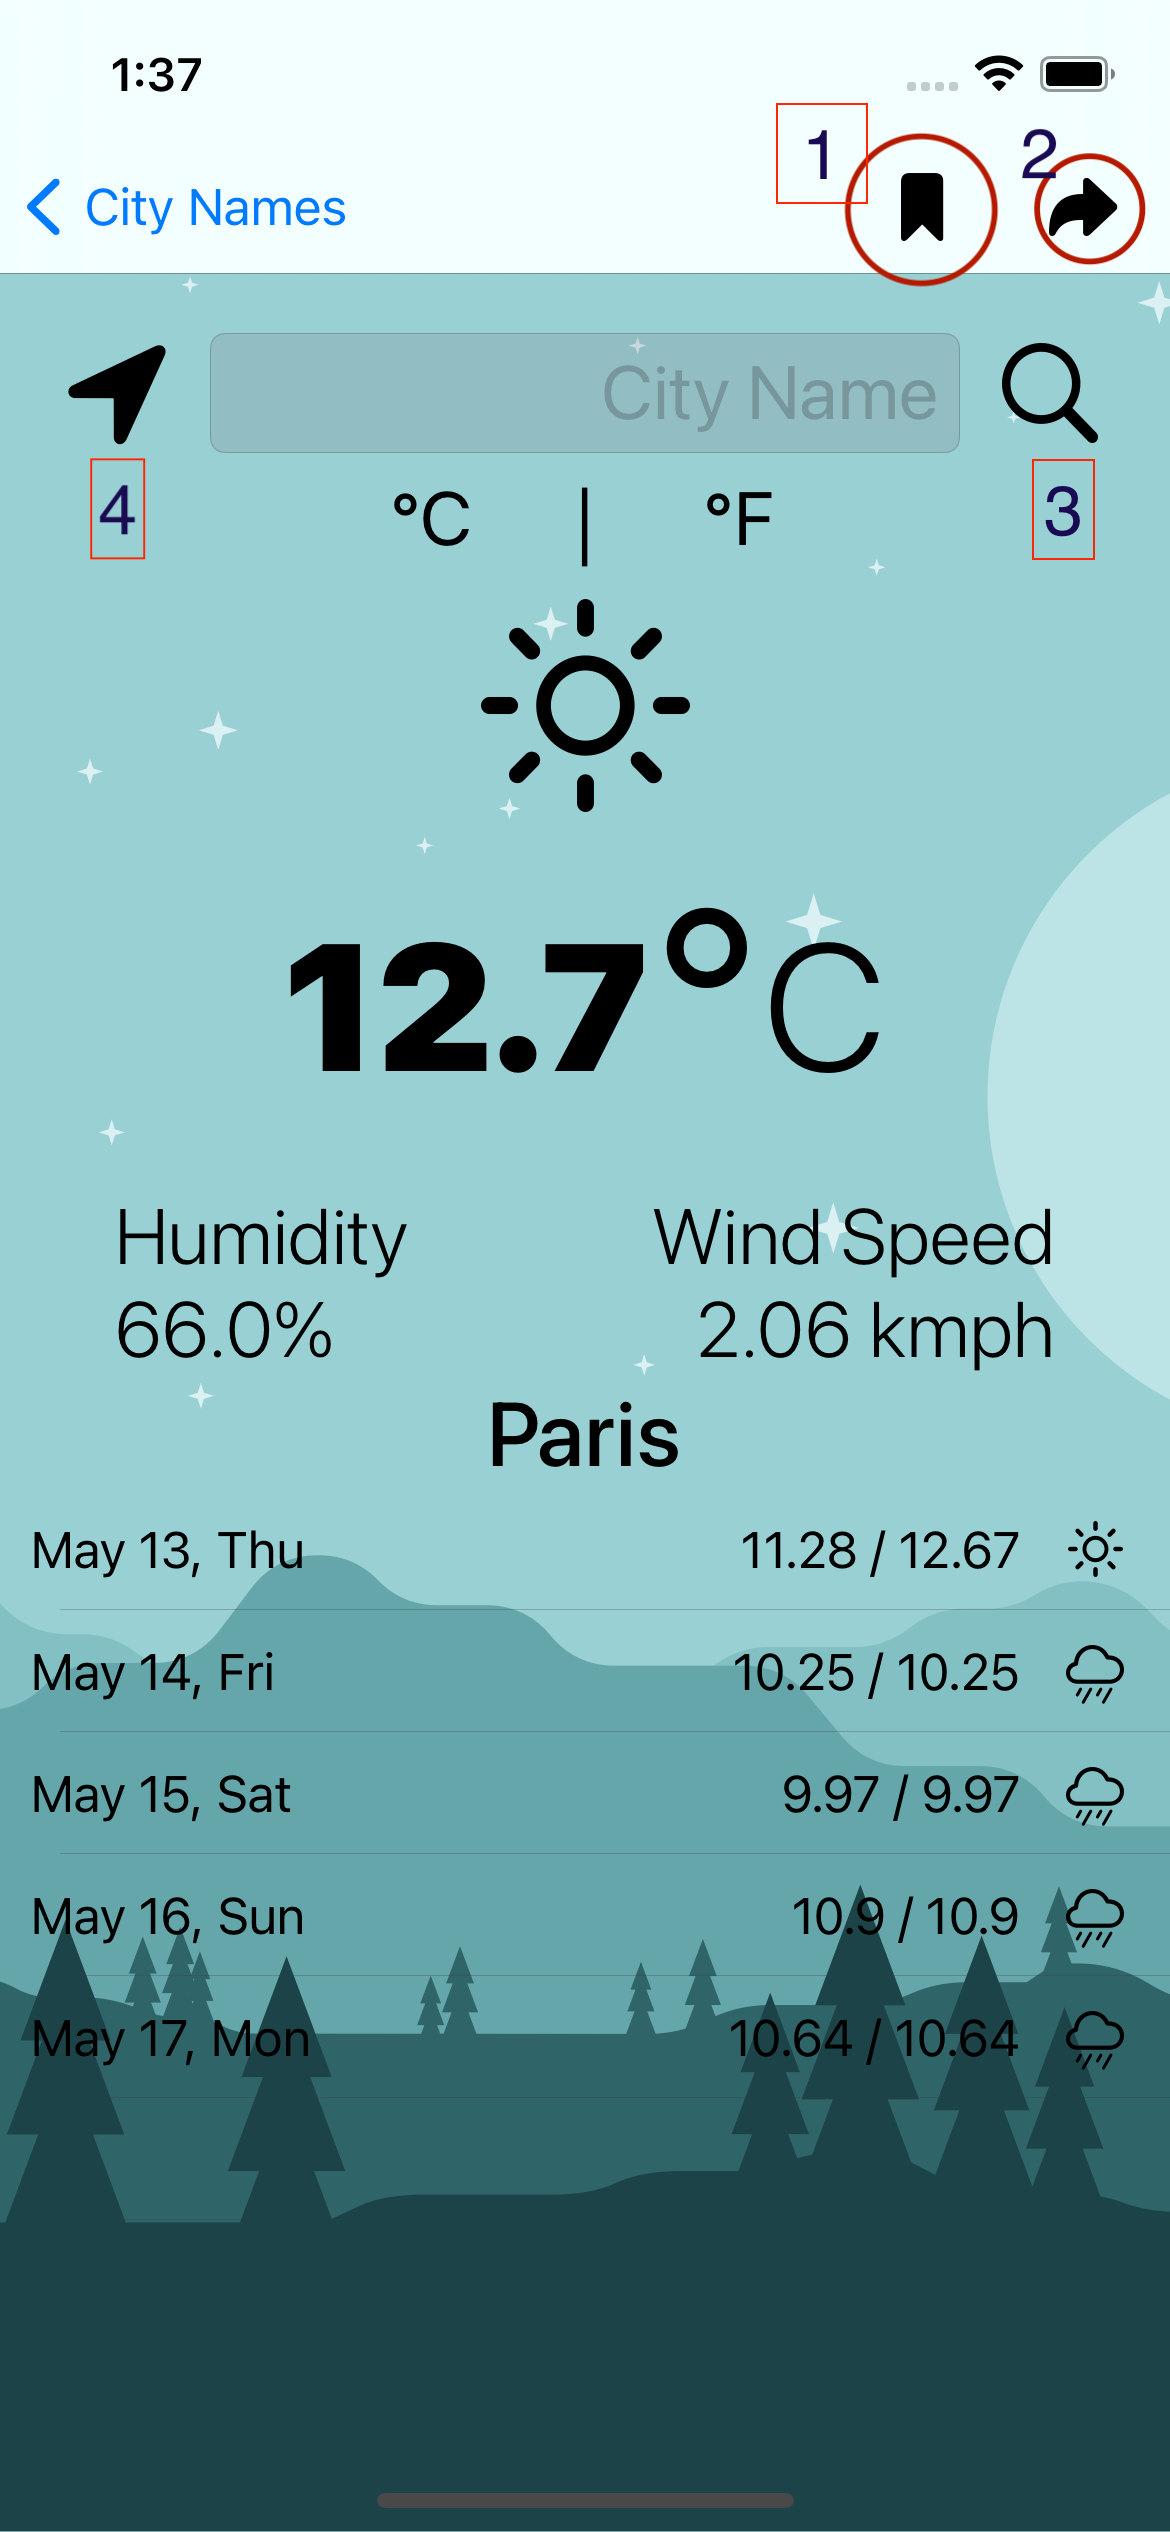 1:37
1
2
City Names
City Name
4
°C | °F
3
12.7°C
Humidity
Wind Speed
66.0%
2.06 kmph
Paris
May 13, Thu 11.28 / 12.67
May 14, Fri 10.25 / 10.25
May 15, Sat 9.97 / 9.97
May 16, Sun 10.9 / 10.9
May 17, Mon 10.64 / 10.64